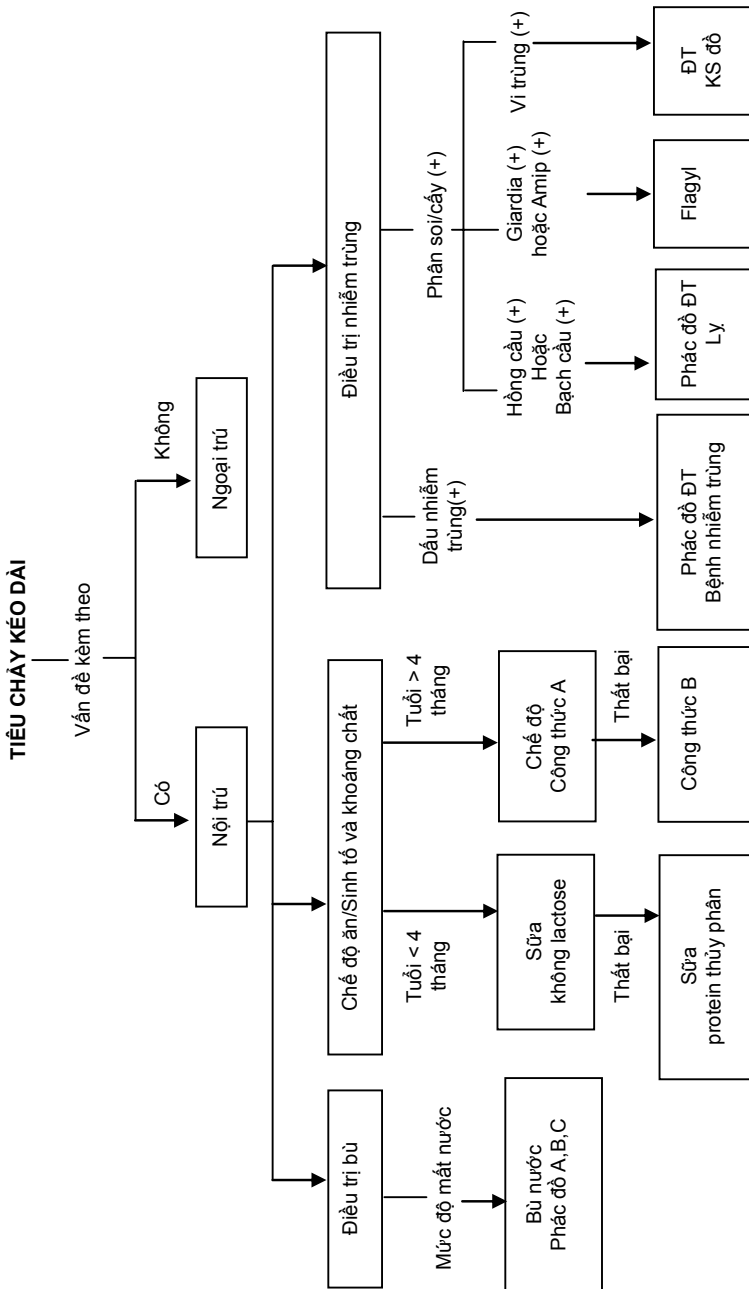 TIÊU CHẢY KÉO DÀI
Vấn đề kèm theo
Có
Không
Nội trú
Ngoại trú
Điều trị bù
Chế độ ăn/Sinh tố và khoáng chất
Điều trị nhiễm trùng
Mức độ mất nước
Tuổi < 4
tháng
Tuổi > 4
tháng
Dấu nhiễm
trùng(+)
Phân soi/cấy (+)
Hồng cầu (+)
Hoặc
Bạch cầu (+)
Giardia (+)
hoặc Amip (+)
Vi trùng (+)
Bù nước
Phác đồ A,B,C
Sữa
không lactose
Chế độ
Công thức A
Thất bại
Thất bại
Sữa
protein thủy phân
Công thức B
Phác đồ ĐT
Bệnh nhiễm trùng
Phác đồ ĐT
Lỵ
Flagyl
ĐT
KS đồ